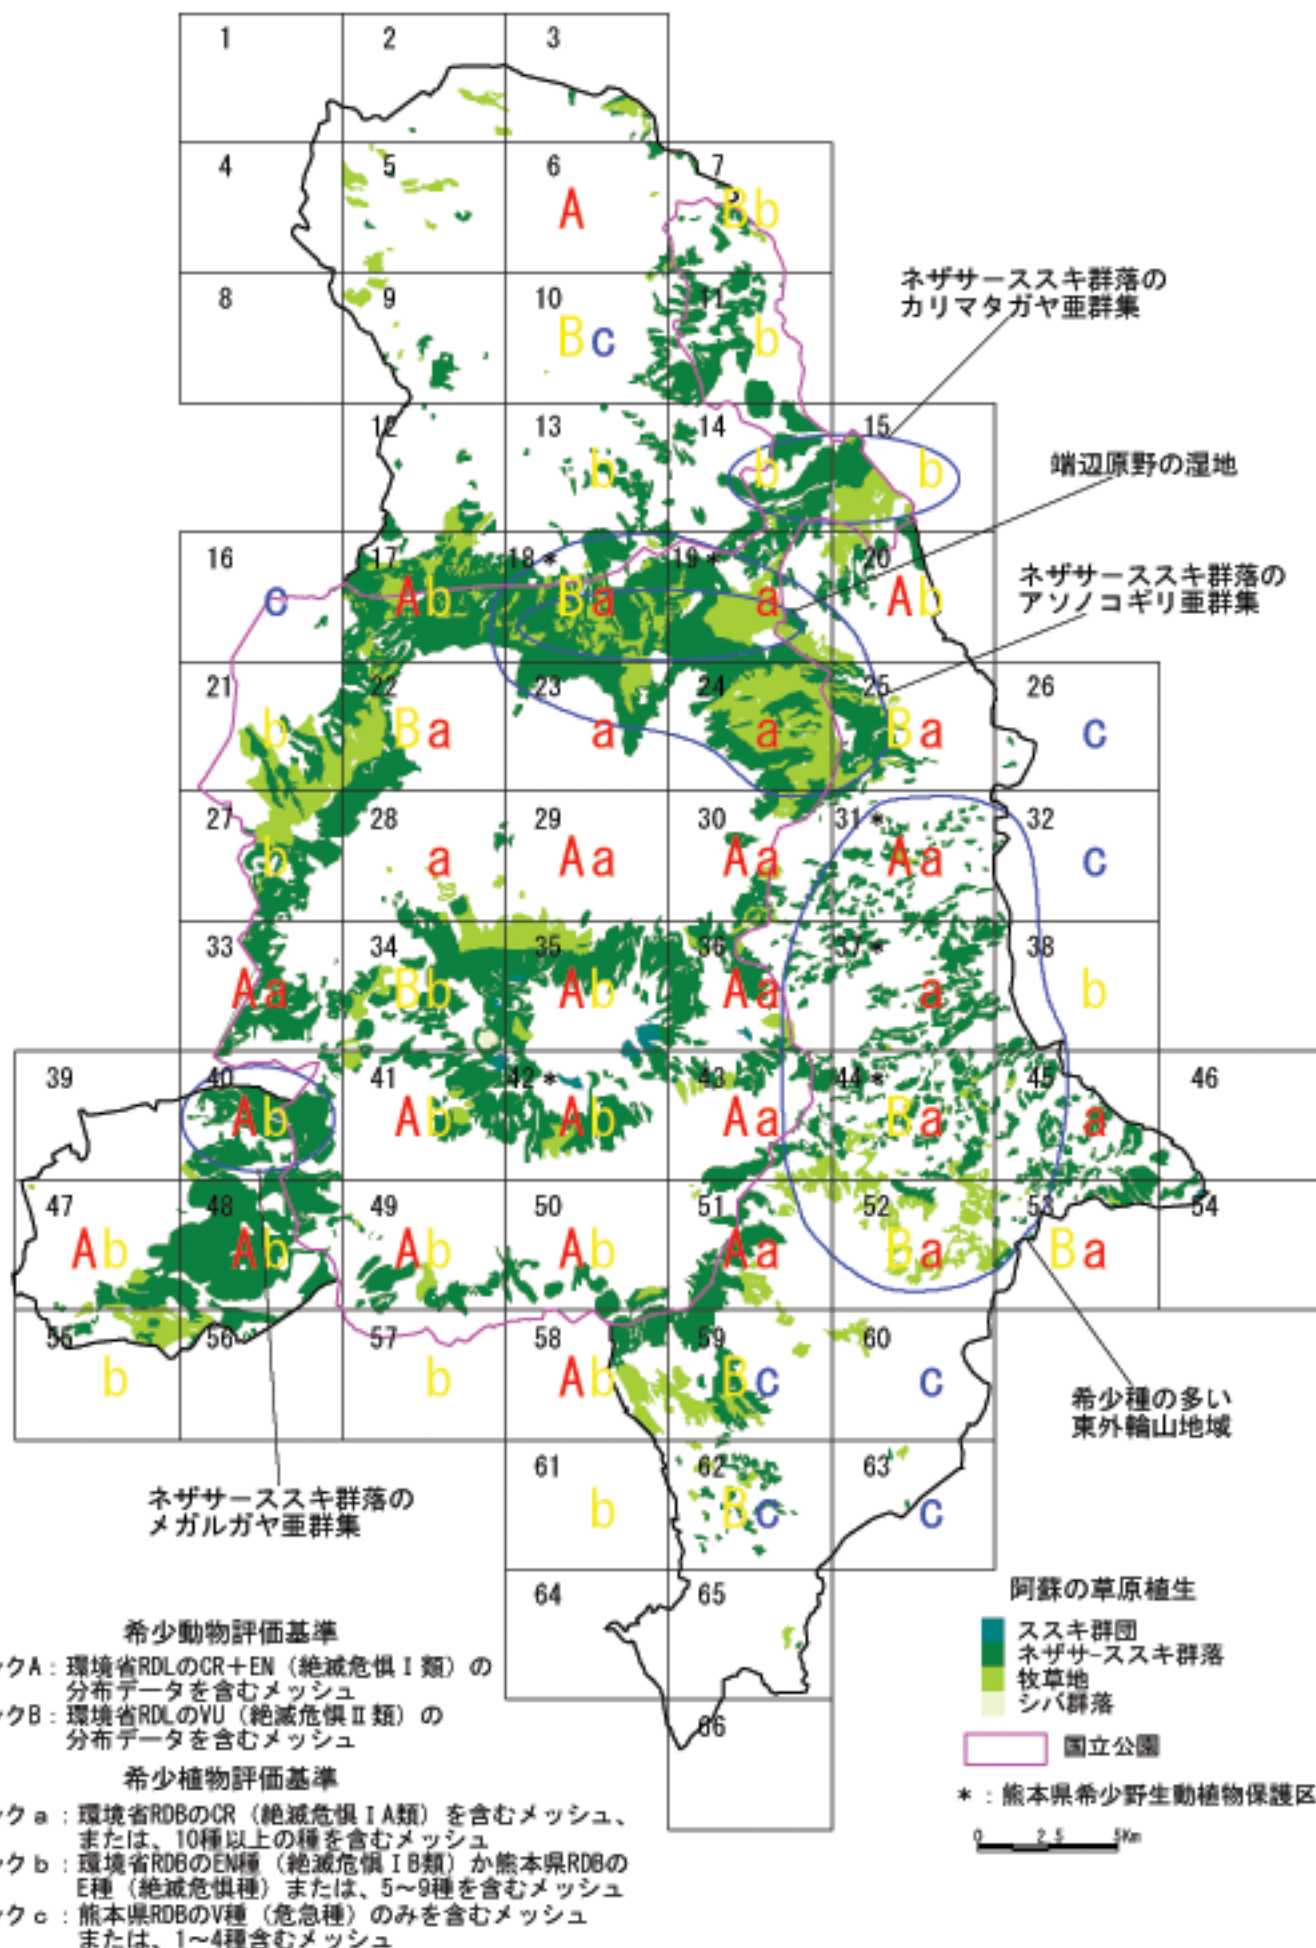 1 2 3
4 5 6 7
A Bb
ネザサーススキ群落の
カリマタガヤ亜群集
8 9 10 11
Bc b
12 13 14 15
b b b
端辺原野の湿地
16 17 18* 19* 20
c Ab Ba a Ab
ネザサーススキ群落の
アソノコギリ亜群集
21 22 23 24 25 26
b Ba a a Ba c
27 28 29 30 31* 32
b a Aa Aa Aa c
33 34 35 36 37* 38
Aa Bb Ab Aa a b
39 40 41 42* 43 44* 45 46
Ab Ab Ab Aa Ba a
47 48 49 50 51 52 53 54
Ab Ab Ab Ab Aa Ba Ba
55 56 57 58 59 60
b b Ab Bc c
希少種の多い
東外輪山地域
61 62 63
b Bc c
ネザサーススキ群落の
メガルガヤ亜群集
64 65
66
希少動物評価基準
クA：環境省RDLのCR＋EN（絶滅危惧Ⅰ類）の
分布データを含むメッシュ
クB：環境省RDLのVU（絶滅危惧Ⅱ類）の
分布データを含むメッシュ
希少植物評価基準
クa：環境省RDBのCR（絶滅危惧ⅠA類）を含むメッシュ、
または、10種以上の種を含むメッシュ
クb：環境省RDBのEN種（絶滅危惧ⅠB類）か熊本県RDBの
E種（絶滅危惧種）または、5～9種を含むメッシュ
クc：熊本県RDBのV種（危急種）のみを含むメッシュ
または、1～4種含むメッシュ
阿蘇の草原植生
ススキ群団
ネザサ-ススキ群落
牧草地
シバ群落
国立公園
*：熊本県希少野生動植物保護区
0 2.5 5Km